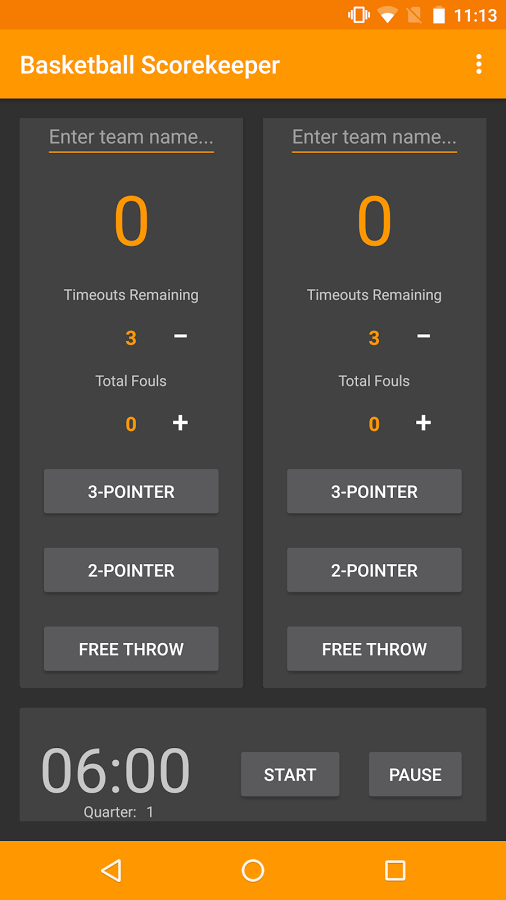 11:13
Basketball Scorekeeper
Enter team name...
0
Timeouts Remaining
3 −
Total Fouls
0 +
3-POINTER
2-POINTER
FREE THROW
Enter team name...
0
Timeouts Remaining
3 −
Total Fouls
0 +
3-POINTER
2-POINTER
FREE THROW
06:00
Quarter: 1
START
PAUSE